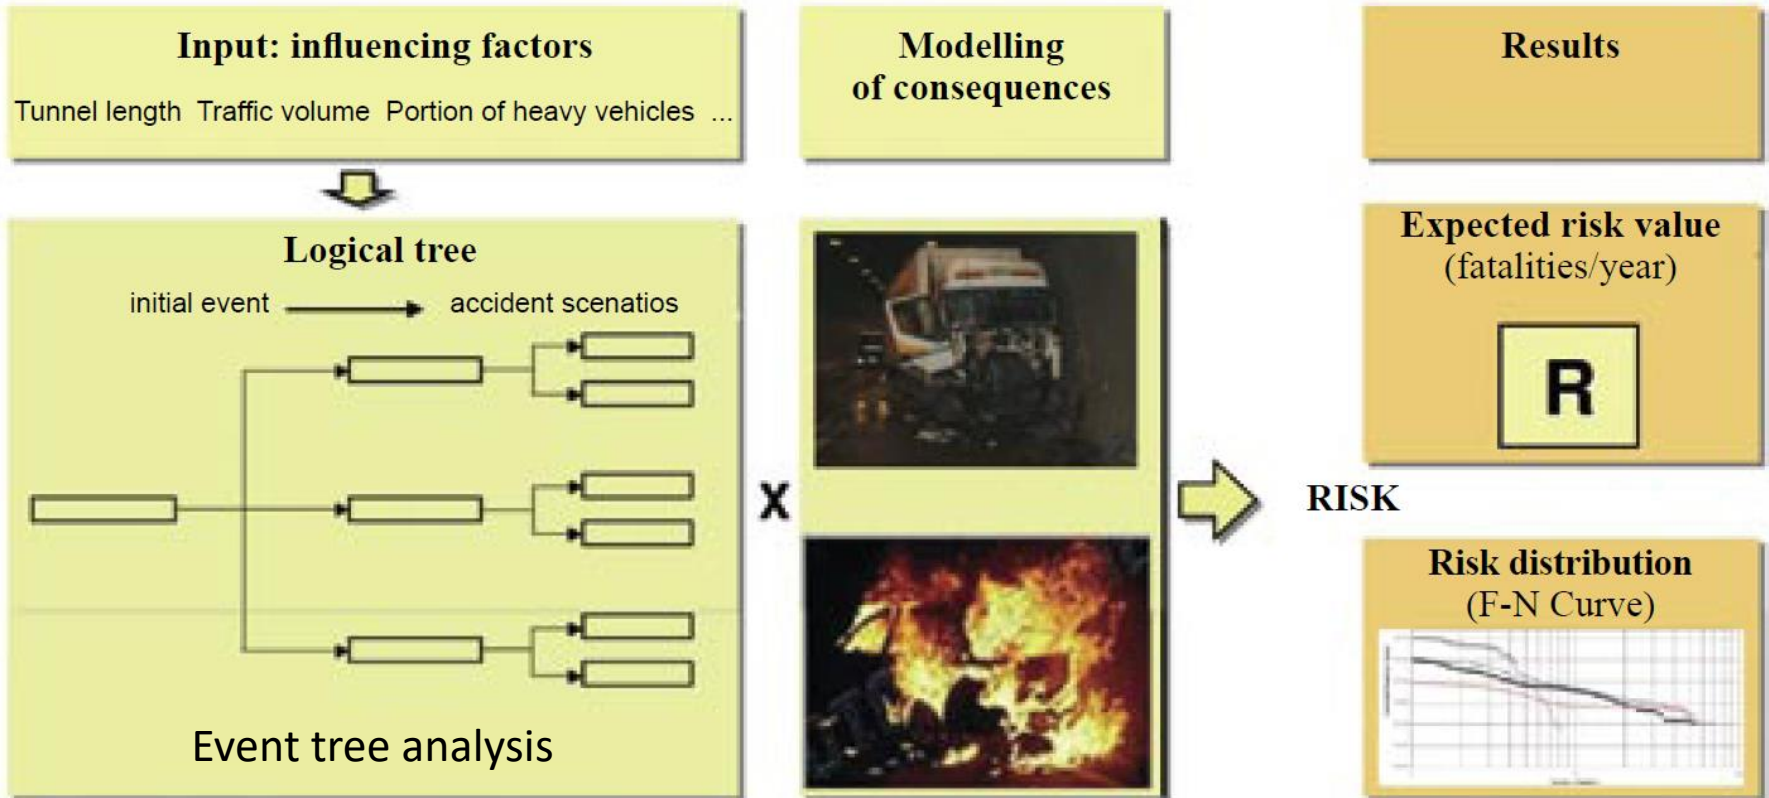 Input: influencing factors
Tunnel length Traffic volume Portion of heavy vehicles ...
Modelling
of consequences
Results
Logical tree
initial event
accident scenatios
Event tree analysis
X
RISK
Expected risk value
(fatalities/year)
R
Risk distribution
(F-N Curve)